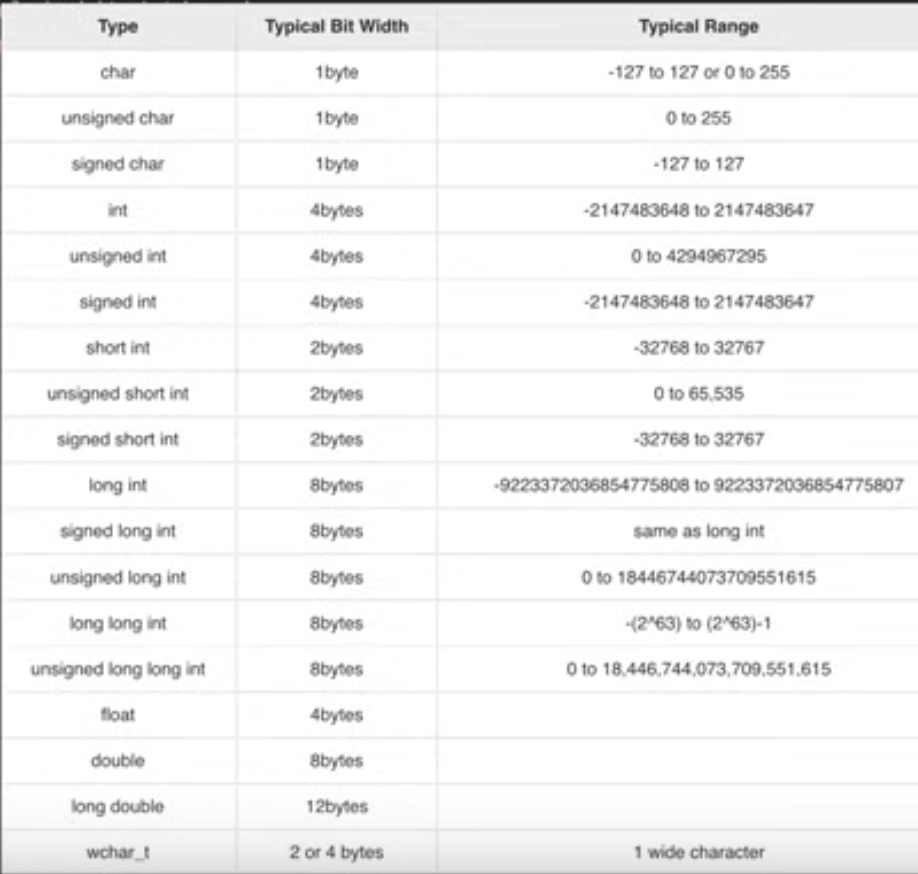 Type Typical Bit Width Typical Range
char 1byte -127 to 127 or 0 to 255
unsigned char 1byte 0 to 255
signed char 1byte -127 to 127
int 4bytes -2147483648 to 2147483647
unsigned int 4bytes 0 to 4294967295
signed int 4bytes -2147483648 to 2147483647
short int 2bytes -32768 to 32767
unsigned short int 2bytes 0 to 65,535
signed short int 2bytes -32768 to 32767
long int 8bytes -9223372036854775808 to 9223372036854775807
signed long int 8bytes same as long int
unsigned long int 8bytes 0 to 18446744073709551615
long long int 8bytes -(2^63) to (2^63)-1
unsigned long long int 8bytes 0 to 18,446,744,073,709,551,615
float 4bytes
double 8bytes
long double 12bytes
wchar_t 2 or 4 bytes 1 wide character